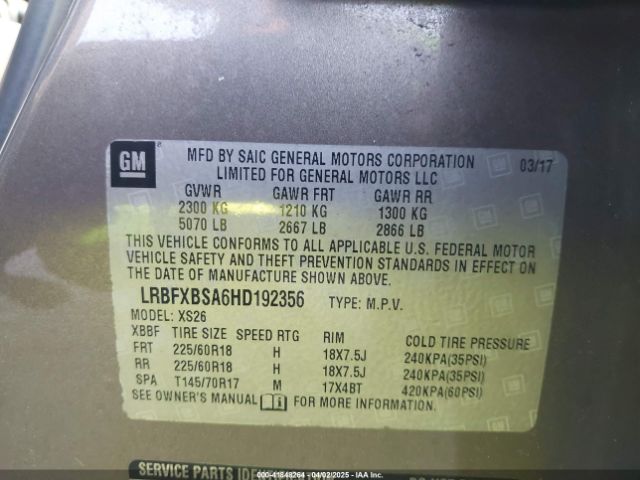 GM
MFD BY SAIC GENERAL MOTORS CORPORATION 03/17
LIMITED FOR GENERAL MOTORS LLC
GVWR GAWR FRT GAWR RR
2300 KG 1210 KG 1300 KG
5070 LB 2667 LB 2866 LB
THIS VEHICLE CONFORMS TO ALL APPLICABLE U.S. FEDERAL MOTOR
VEHICLE SAFETY AND THEFT PREVENTION STANDARDS IN EFFECT ON
THE DATE OF MANUFACTURE SHOWN ABOVE.
LRBFXBSA6HD192356 TYPE: M.P.V.
MODEL: XS26
XBBF TIRE SIZE SPEED RTG RIM COLD TIRE PRESSURE
FRT 225/60R18 H 18X7.5J 240KPA(35PSI)
RR 225/60R18 H 18X7.5J 240KPA(35PSI)
SPA T145/70R17 M 17X4BT 420KPA(60PSI)
SEE OWNER'S MANUAL FOR MORE INFORMATION.
SERVICE PARTS
000-41848264 - 04/02/2025 - IAAI Copart